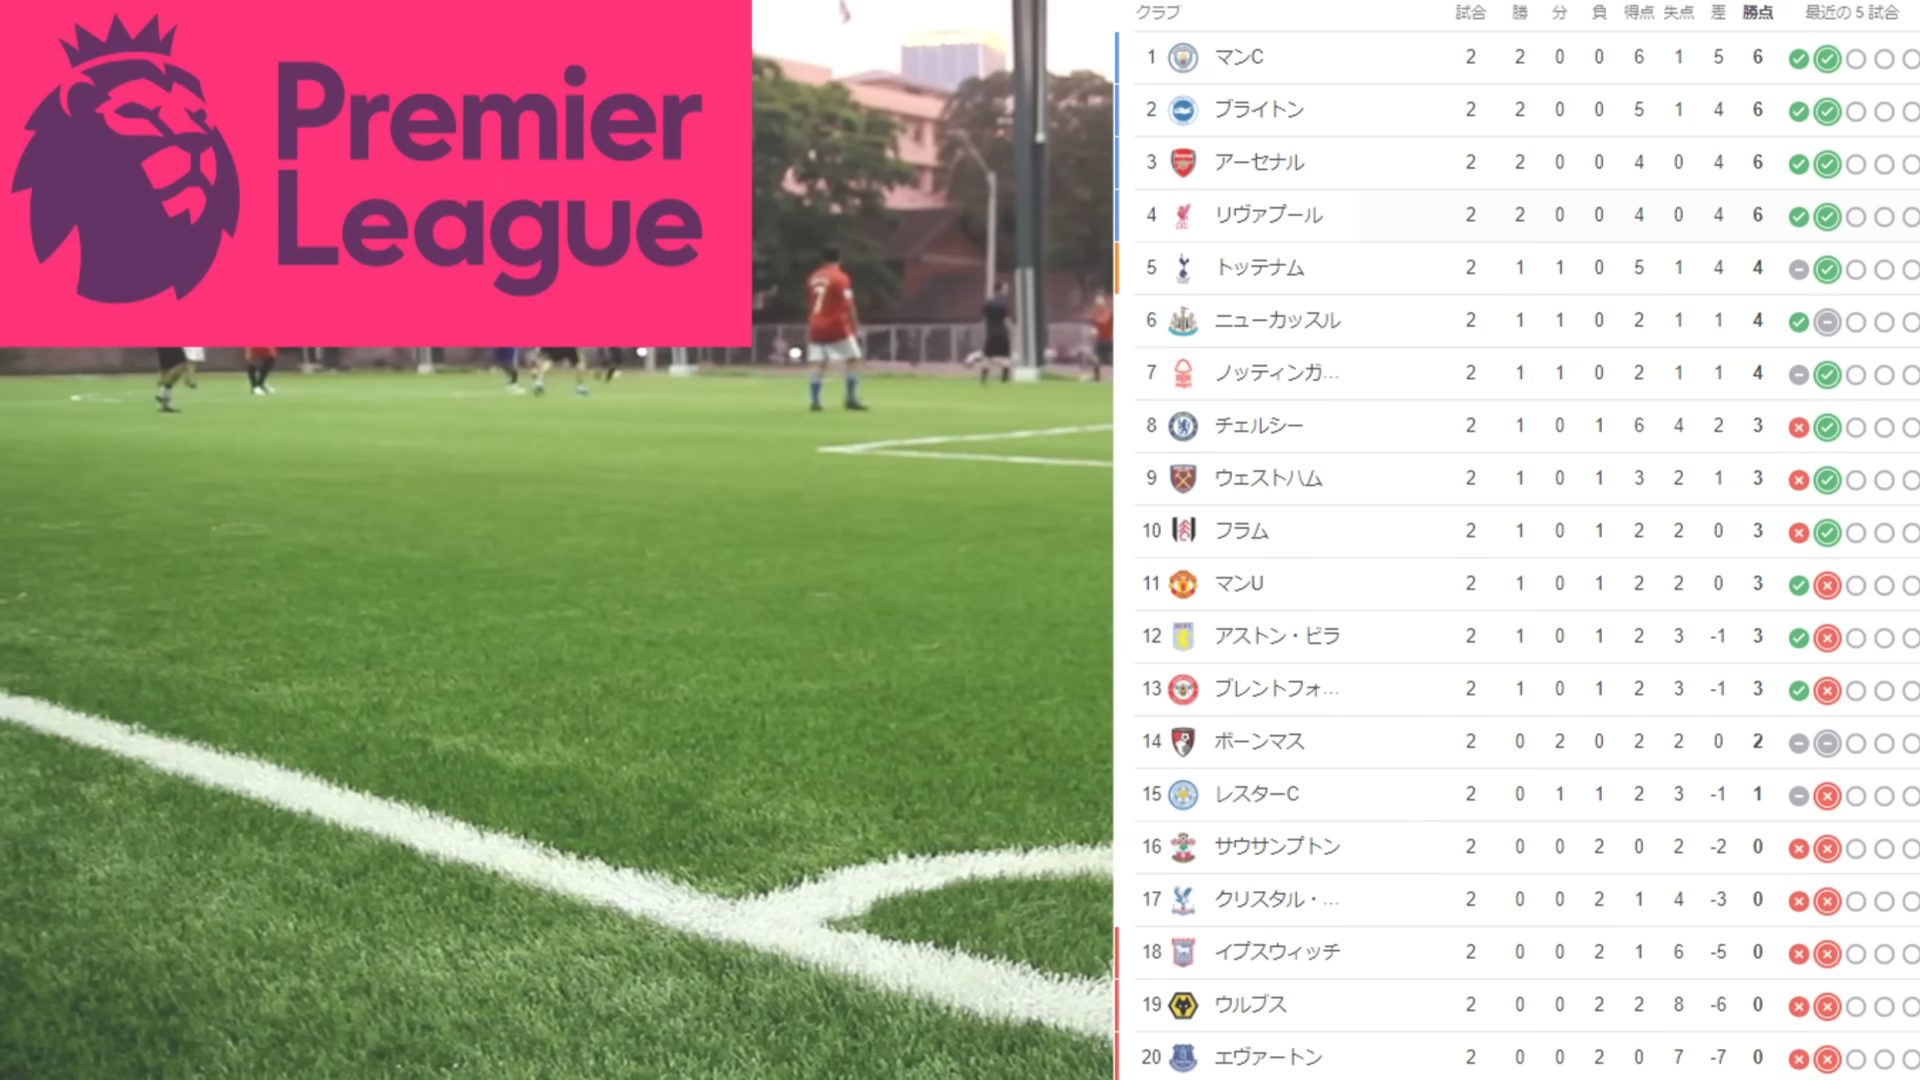 Premier
League
クラブ 試合 勝 分 負 得点 失点 差 勝点 最近の 5 試合
1 マンC 2 2 0 0 6 1 5 6
2 ブライトン 2 2 0 0 5 1 4 6
3 アーセナル 2 2 0 0 4 0 4 6
4 リヴァプール 2 2 0 0 4 0 4 6
5 トッテナム 2 1 1 0 5 1 4 4
6 ニューカッスル 2 1 1 0 2 1 1 4
7 ノッティンガ... 2 1 1 0 2 1 1 4
8 チェルシー 2 1 0 1 6 4 2 3
9 ウェストハム 2 1 0 1 3 2 1 3
10 フラム 2 1 0 1 2 2 0 3
11 マンU 2 1 0 1 2 2 0 3
12 アストン・ビラ 2 1 0 1 2 3 -1 3
13 ブレントフォ... 2 1 0 1 2 3 -1 3
14 ボーンマス 2 0 2 0 2 2 0 2
15 レスターC 2 0 1 1 2 3 -1 1
16 サウサンプトン 2 0 0 2 0 2 -2 0
17 クリスタル・... 2 0 0 2 1 4 -3 0
18 イプスウィッチ 2 0 0 2 1 6 -5 0
19 ウルブス 2 0 0 2 2 8 -6 0
20 エヴァートン 2 0 0 2 0 7 -7 0
7